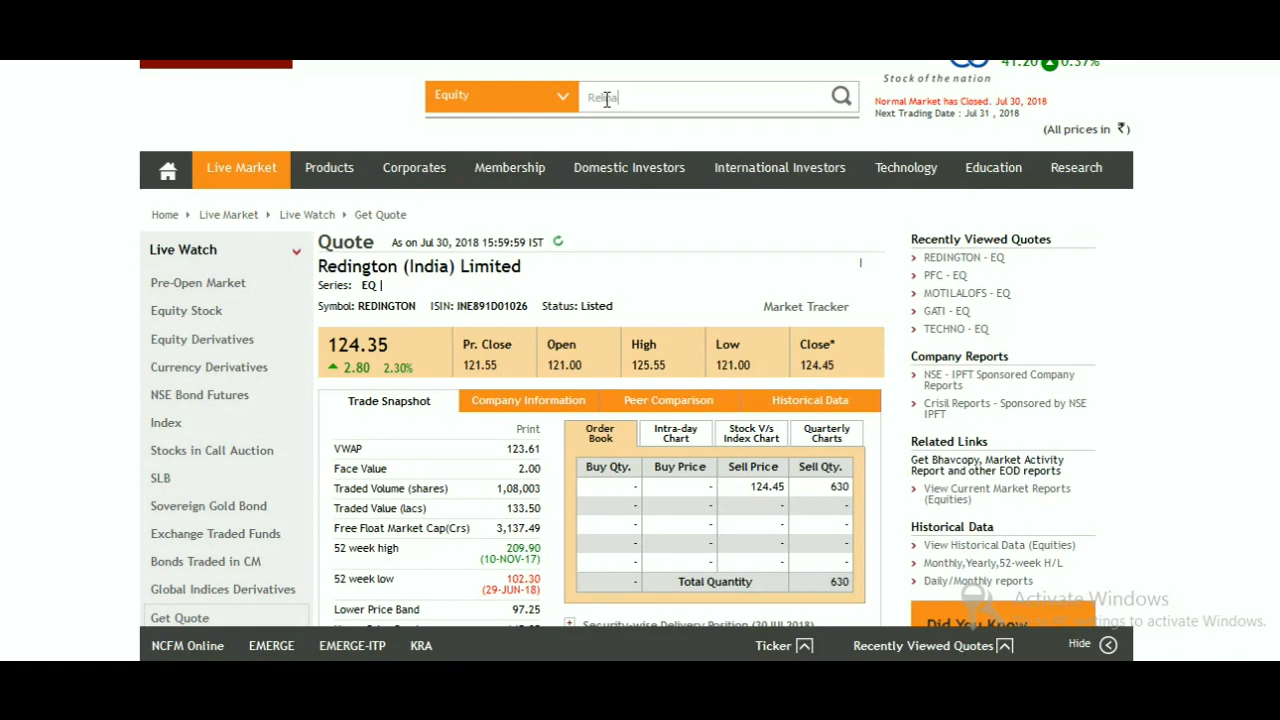 41.20 0.37%
Stock of the nation
Equity
Normal Market has Closed. Jul 30, 2018
Next Trading Date : Jul 31 , 2018
(All prices in ₹)
Live Market Products Corporates Membership Domestic Investors International Investors Technology Education Research
Home Live Market Live Watch Get Quote
Live Watch
Pre-Open Market
Equity Stock
Equity Derivatives
Currency Derivatives
NSE Bond Futures
Index
Stocks in Call Auction
SLB
Sovereign Gold Bond
Exchange Traded Funds
Bonds Traded in CM
Global Indices Derivatives
Get Quote
Quote As on Jul 30, 2018 15:59:59 IST
Redington (India) Limited
Series: EQ |
Symbol: REDINGTON ISIN: INE891D01026 Status: Listed Market Tracker
124.35 Pr. Close Open High Low Close*
2.80 2.30% 121.55 121.00 125.55 121.00 124.45
Trade Snapshot Company Information Peer Comparison Historical Data
Print
VWAP 123.61
Face Value 2.00
Traded Volume (shares) 1,08,003
Traded Value (lacs) 133.50
Free Float Market Cap(Crs) 3,137.49
52 week high 209.90
(10-NOV-17)
52 week low 102.30
(29-JUN-18)
Lower Price Band 97.25
Order Book Intra-day Chart Stock V/s Index Chart Quarterly Charts
Buy Qty. Buy Price Sell Price Sell Qty.
- - 124.45 630
- - - -
- - - -
- - - -
- - - -
- Total Quantity 630
Security-wise Delivery Position (30 JUL 2018)
Recently Viewed Quotes
REDINGTON - EQ
PFC - EQ
MOTILALOFS - EQ
GATI - EQ
TECHNO - EQ
Company Reports
NSE - IPFT Sponsored Company
Reports
Crisil Reports - Sponsored by NSE
IPFT
Related Links
Get Bhavcopy, Market Activity
Report and other EOD reports
View Current Market Reports
(Equities)
Historical Data
View Historical Data (Equities)
Monthly,Yearly,52-week H/L
Daily/Monthly reports
Did You Know
Activate Windows
to activate Windows.
NCFM Online EMERGE EMERGE-ITP KRA Ticker Recently Viewed Quotes Hide